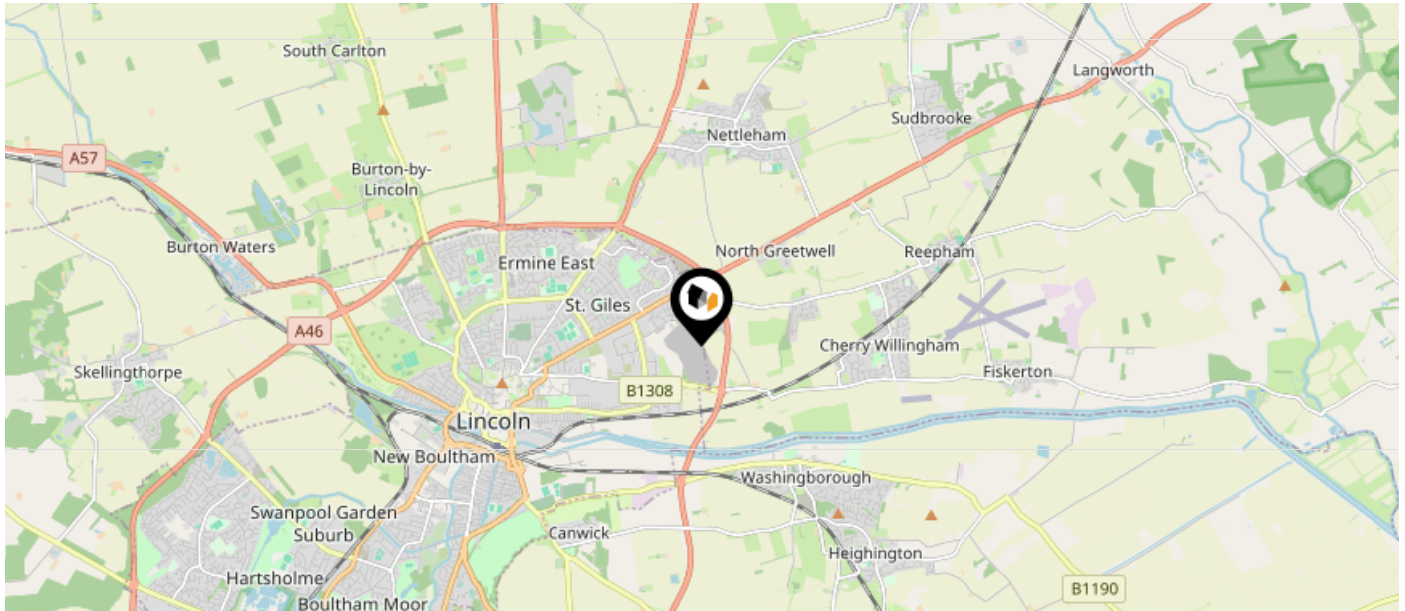 South Carlton
Langworth
Sudbrooke
Nettleham
A57
Burton-by-
Lincoln
Burton Waters
North Greetwell
Reepham
Ermine East
St. Giles
A46
Cherry Willingham
Skellingthorpe
Fiskerton
B1308
Lincoln
New Boultham
Washingborough
Swanpool Garden
Suburb
Canwick
Heighington
Hartsholme
B1190
Boultham Moor